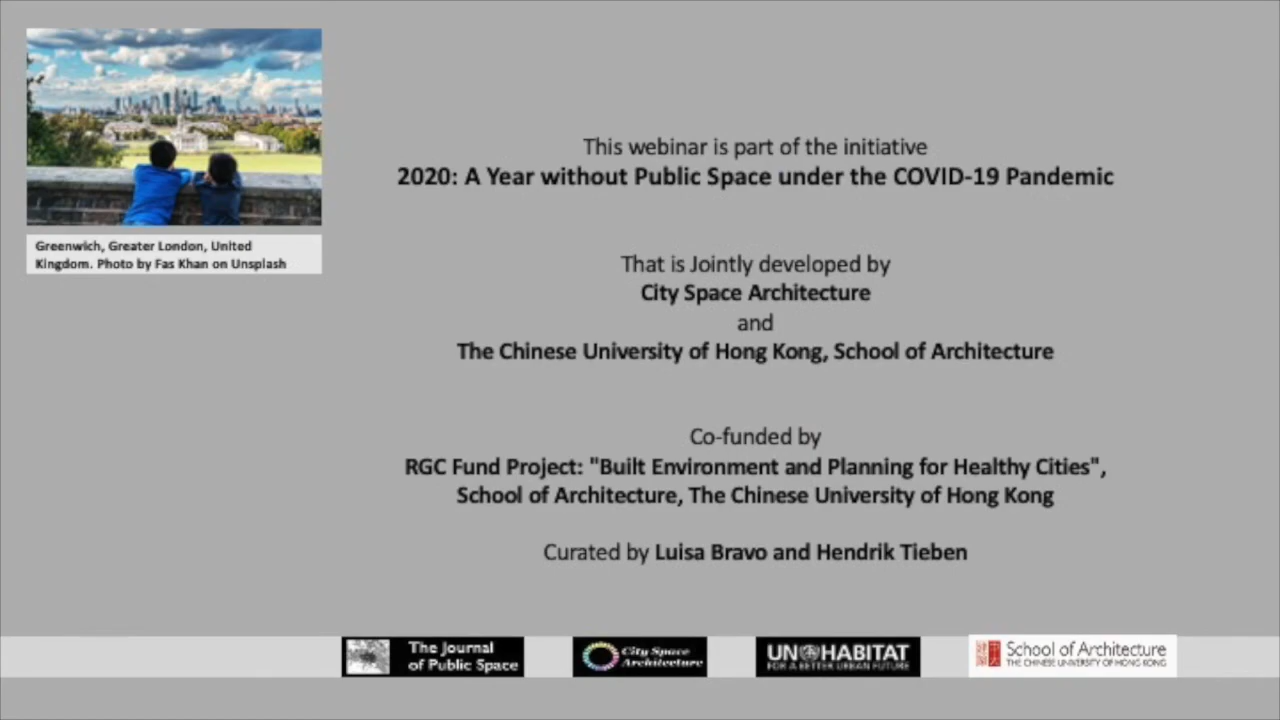 This webinar is part of the initiative
2020: A Year without Public Space under the COVID-19 Pandemic
Greenwich, Greater London, United
Kingdom. Photo by Fas Khan on Unsplash
That is Jointly developed by
City Space Architecture
and
The Chinese University of Hong Kong, School of Architecture
Co-funded by
RGC Fund Project: "Built Environment and Planning for Healthy Cities",
School of Architecture, The Chinese University of Hong Kong
Curated by Luisa Bravo and Hendrik Tieben
The Journal
of Public Space
City Space
Architecture
UN HABITAT
FOR A BETTER URBAN FUTURE
School of Architecture
THE CHINESE UNIVERSITY OF HONG KONG